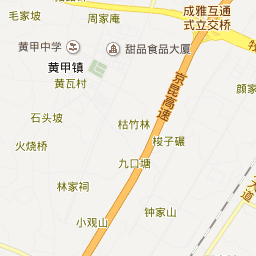 成雅互通
式立交桥
毛家坡
周家庵
黄甲中学
甜品食品大厦
黄甲镇
黄瓦村
京昆高速
石头坡
枯竹林
火烧桥
梭子碾
九口塘
林家祠
小观山
钟家山
大道